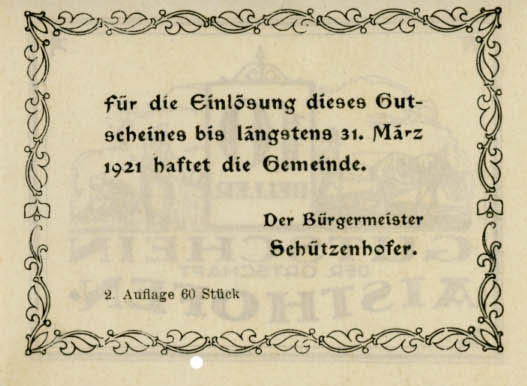 Für die Einlösung dieses Gut-
scheines bis längstens 31. März
1921 haftet die Gemeinde.
Der Bürgermeister
Schützenhofer.
2. Auflage 60 Stück